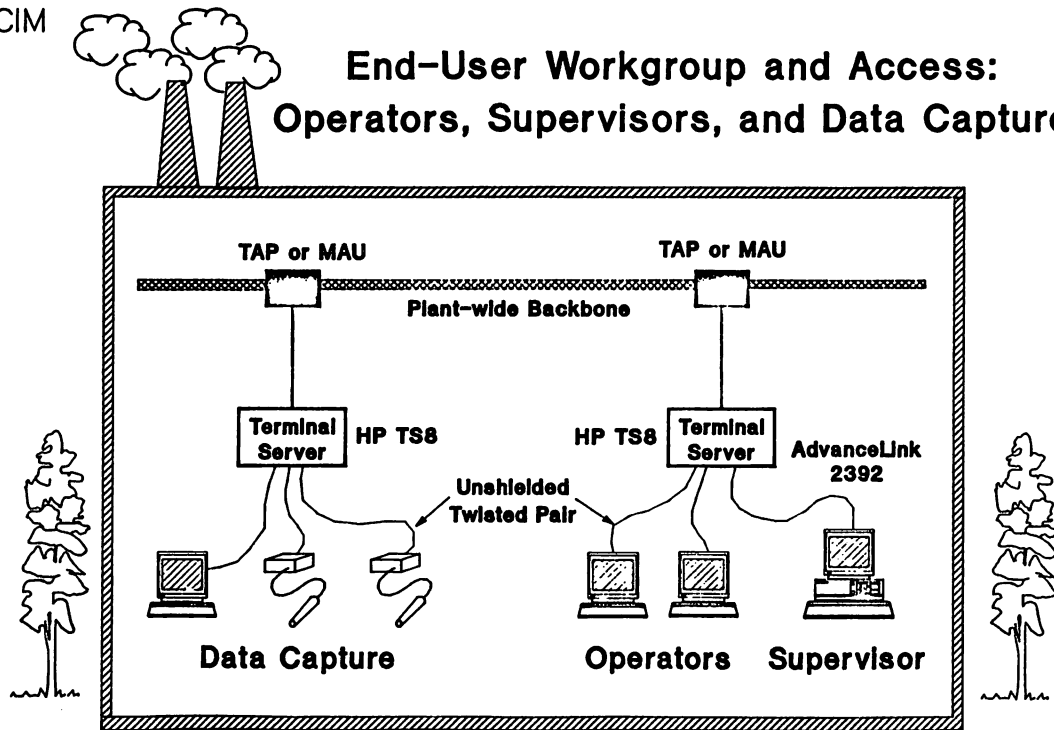 CIM
End-User Workgroup and Access:
Operators, Supervisors, and Data Capture
TAP or MAU
TAP or MAU
Plant-wide Backbone
Terminal
Server
HP TS8
HP TS8
Terminal
Server
AdvanceLink
2392
Unshielded
Twisted Pair
Data Capture
Operators
Supervisor